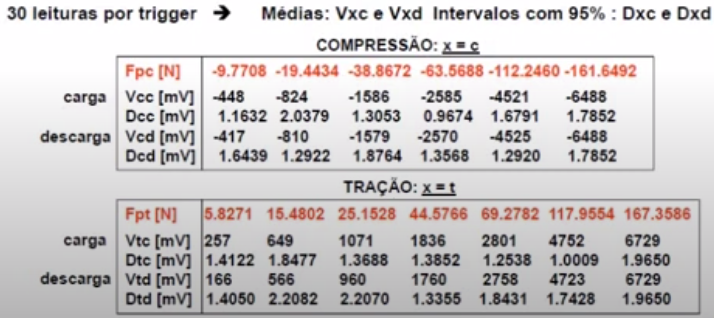 30 leituras por trigger ➔ Médias: Vxc e Vxd Intervalos com 95% : Dxc e Dxd
COMPRESSÃO: x = c
Fpc [N] -9.7708 -19.4434 -38.8672 -63.5688 -112.2460 -161.6492
carga Vcc [mV] -448 -824 -1586 -2585 -4521 -6488
Dcc [mV] 1.1632 2.0379 1.3053 0.9674 1.6791 1.7852
descarga Vcd [mV] -417 -810 -1579 -2570 -4525 -6488
Dcd [mV] 1.6439 1.2922 1.8764 1.3568 1.2920 1.7852
TRAÇÃO: x = t
Fpt [N] 5.8271 15.4802 25.1528 44.5766 69.2782 117.9554 167.3586
carga Vtc [mV] 257 649 1071 1836 2801 4752 6729
Dtc [mV] 1.4122 1.8477 1.3688 1.3852 1.2538 1.0009 1.9650
descarga Vtd [mV] 166 566 960 1760 2758 4723 6729
Dtd [mV] 1.4050 2.2082 2.2070 1.3355 1.8431 1.7428 1.9650